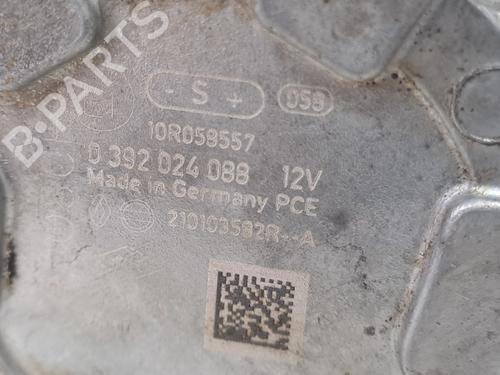 B-PARTS
- S + 058
10R058557
0 392 024 088 12V
Made in Germany PCE
210103582R--A